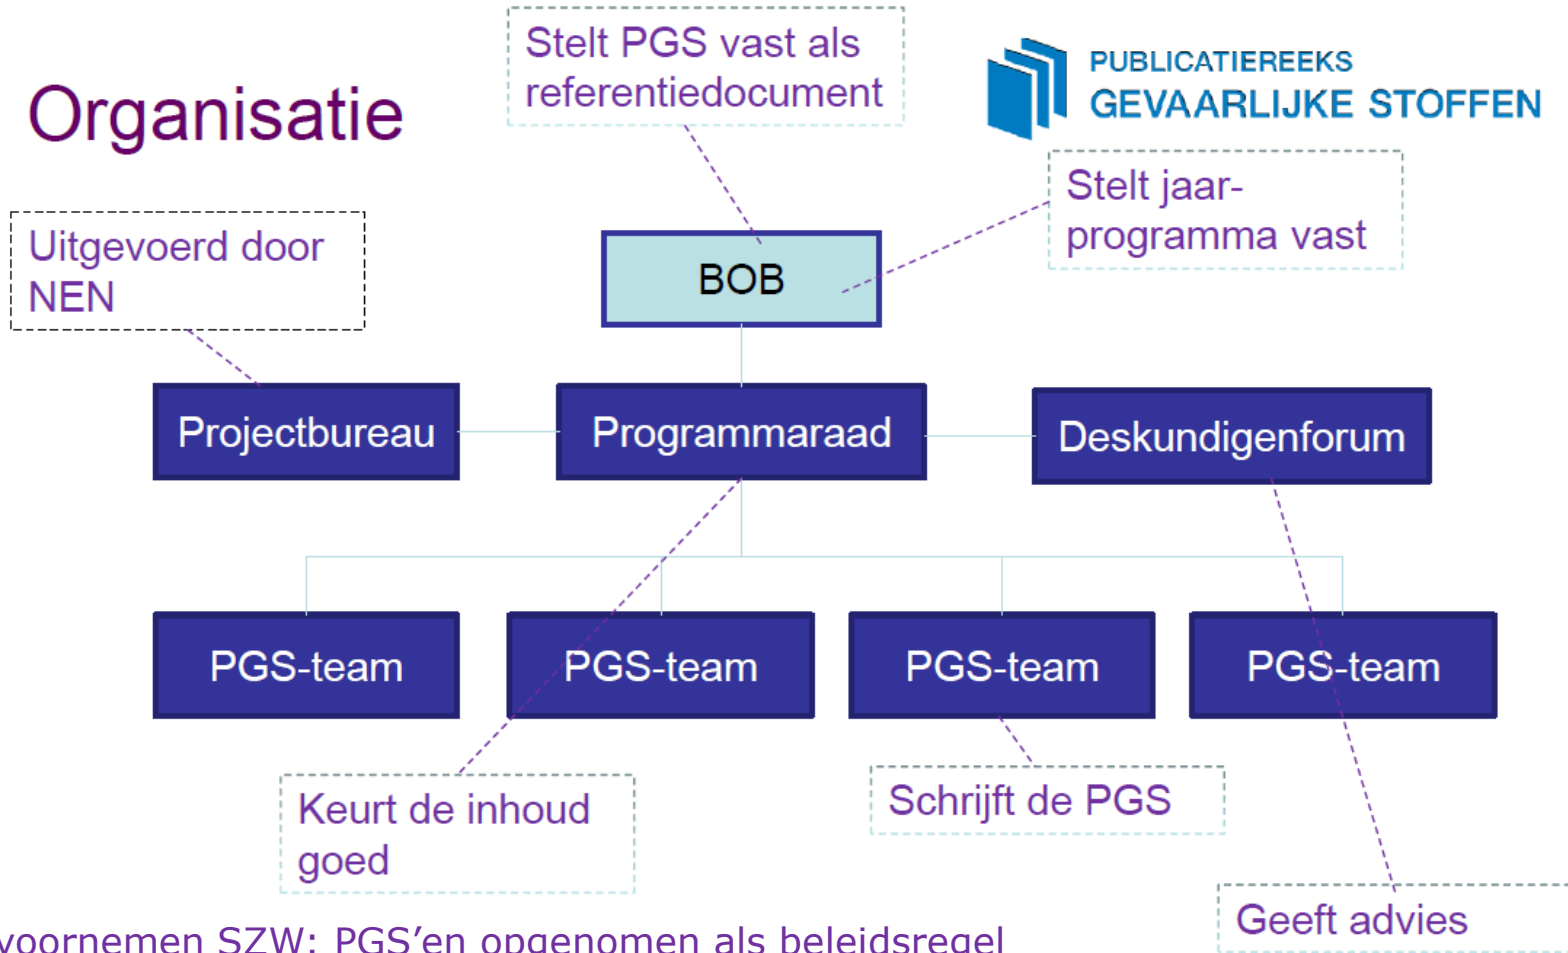 Organisatie
Stelt PGS vast als
referentiedocument
PUBLICATIEREEKS
GEVAARLIJKE STOFFEN
Stelt jaar-
programma vast
Uitgevoerd door
NEN
BOB
Projectbureau
Programmaraad
Deskundigenforum
PGS-team
PGS-team
PGS-team
PGS-team
Keurt de inhoud
goed
Schrijft de PGS
Geeft advies
voornemen SZW: PGS’en opgenomen als beleidsregel